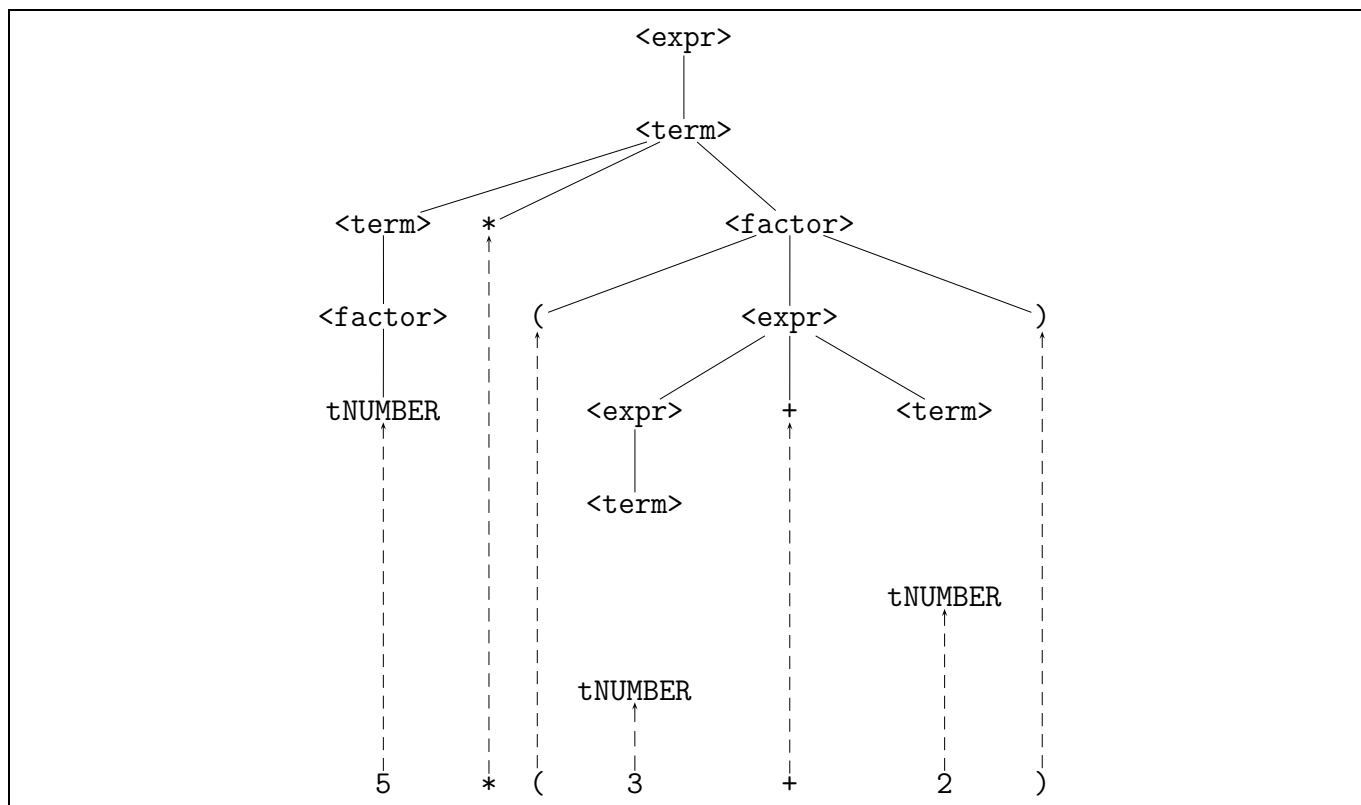 <expr>
<term>
<term> * <factor>
<factor> ( <expr> )
tNUMBER <expr> + <term>
<term>
tNUMBER
tNUMBER
5 * ( 3 + 2 )